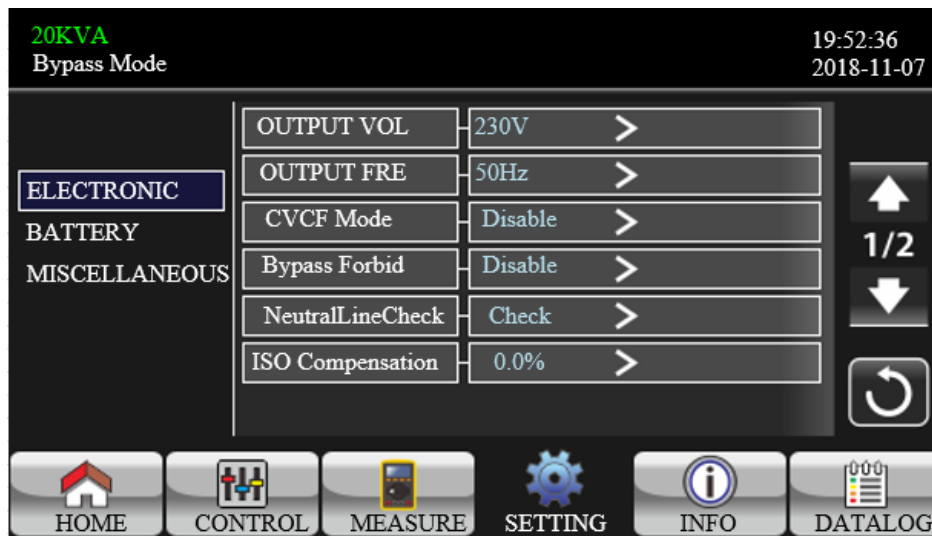 20KVA
Bypass Mode
19:52:36
2018-11-07
ELECTRONIC
BATTERY
MISCELLANEOUS
OUTPUT VOL 230V
OUTPUT FRE 50Hz
CVCF Mode Disable
Bypass Forbid Disable
NeutralLineCheck Check
ISO Compensation 0.0%
1/2
HOME CONTROL MEASURE SETTING INFO DATALOG